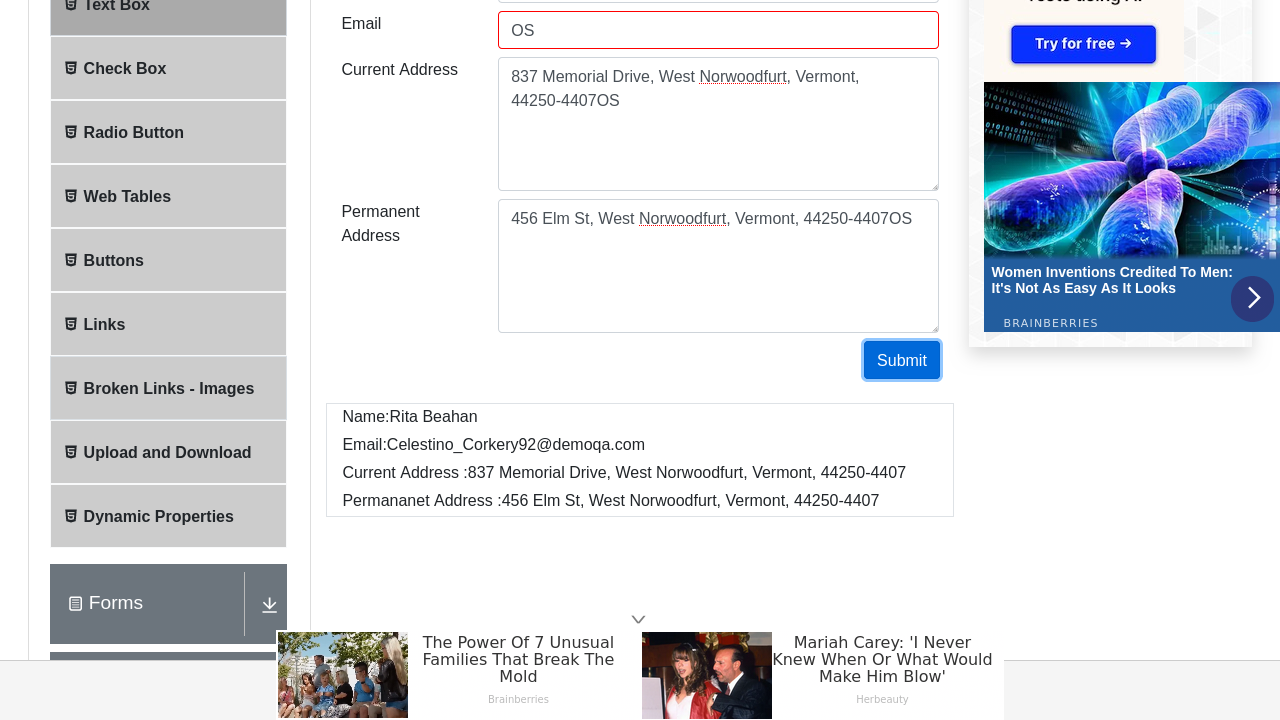 Text Box
Email
OS
Try for free →
Check Box
Current Address
837 Memorial Drive, West Norwoodfurt, Vermont,
44250-4407OS
Radio Button
Web Tables
Permanent
Address
456 Elm St, West Norwoodfurt, Vermont, 44250-4407OS
Buttons
Women Inventions Credited To Men:
It's Not As Easy As It Looks
BRAINBERRIES
Links
Submit
Broken Links - Images
Name:Rita Beahan
Email:Celestino_Corkery92@demoqa.com
Upload and Download
Current Address :837 Memorial Drive, West Norwoodfurt, Vermont, 44250-4407
Permananet Address :456 Elm St, West Norwoodfurt, Vermont, 44250-4407
Dynamic Properties
Forms
The Power Of 7 Unusual
Families That Break The
Mold
Brainberries
Mariah Carey: 'I Never
Knew When Or What Would
Make Him Blow'
Herbeauty